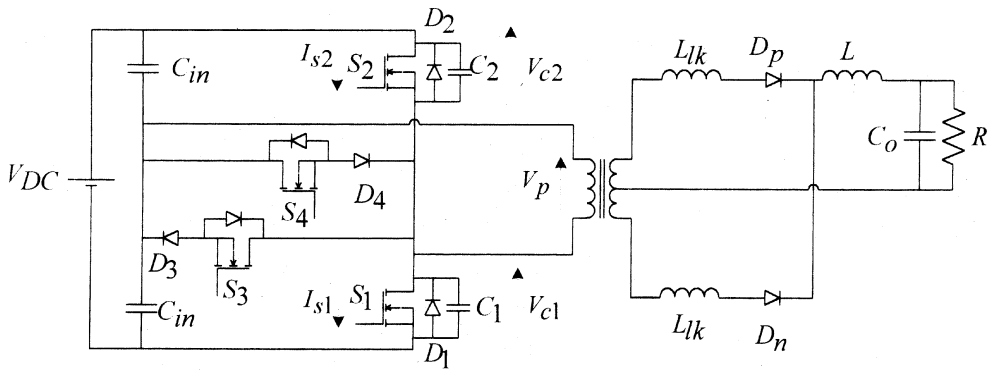 D2
Is2 S2
Cin
C2
Vc2
Llk
Dp
L
Co
R
VDC
S4
D4
Vp
D3
S3
Cin
Is1 S1
C1
Vc1
D1
Llk
Dn